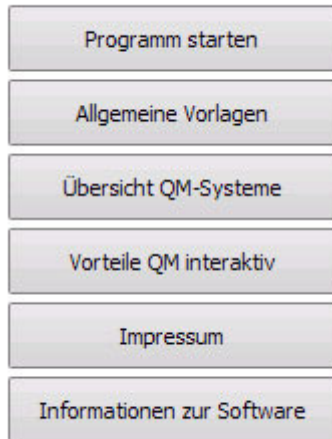 Programm starten
Allgemeine Vorlagen
Übersicht QM-Systeme
Vorteile QM interaktiv
Impressum
Informationen zur Software